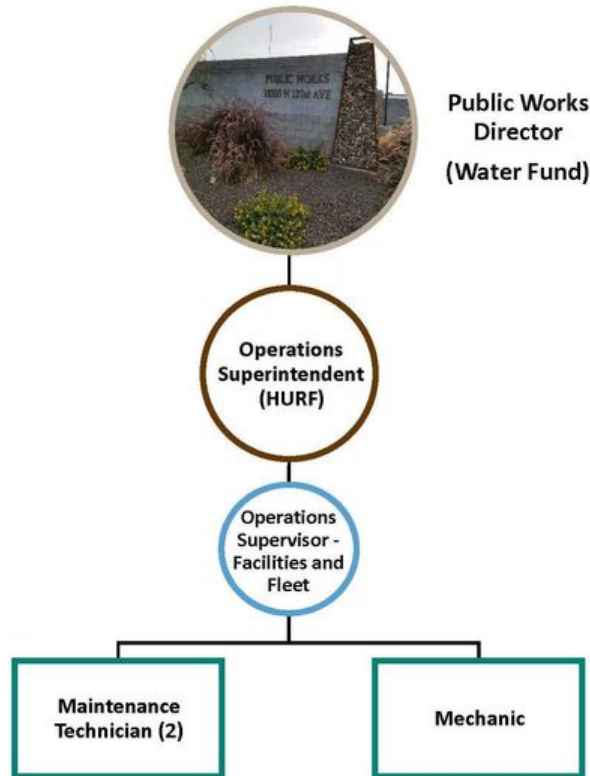 PUBLIC WORKS
Public Works
Director
(Water Fund)
Operations
Superintendent
(HURF)
Operations
Supervisor -
Facilities and
Fleet
Maintenance
Technician (2)
Mechanic